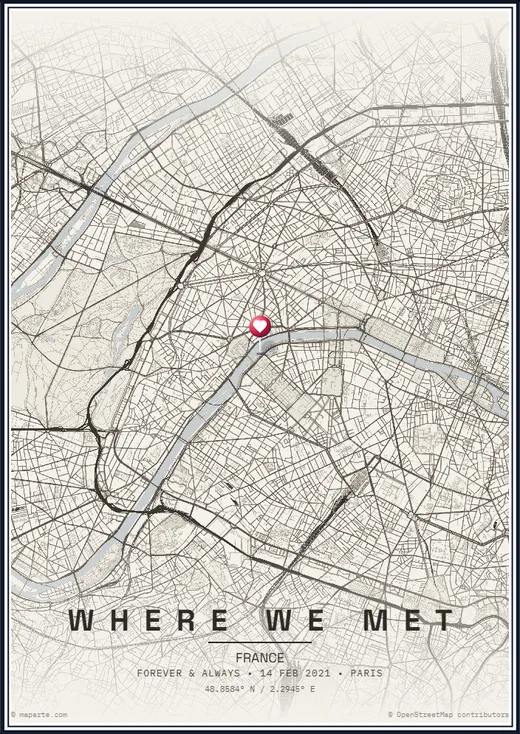 WHERE WE MET
FRANCE
FOREVER & ALWAYS • 14 FEB 2021 • PARIS
48.8584° N / 2.2945° E
© maparte.com
© OpenStreetMap contributors